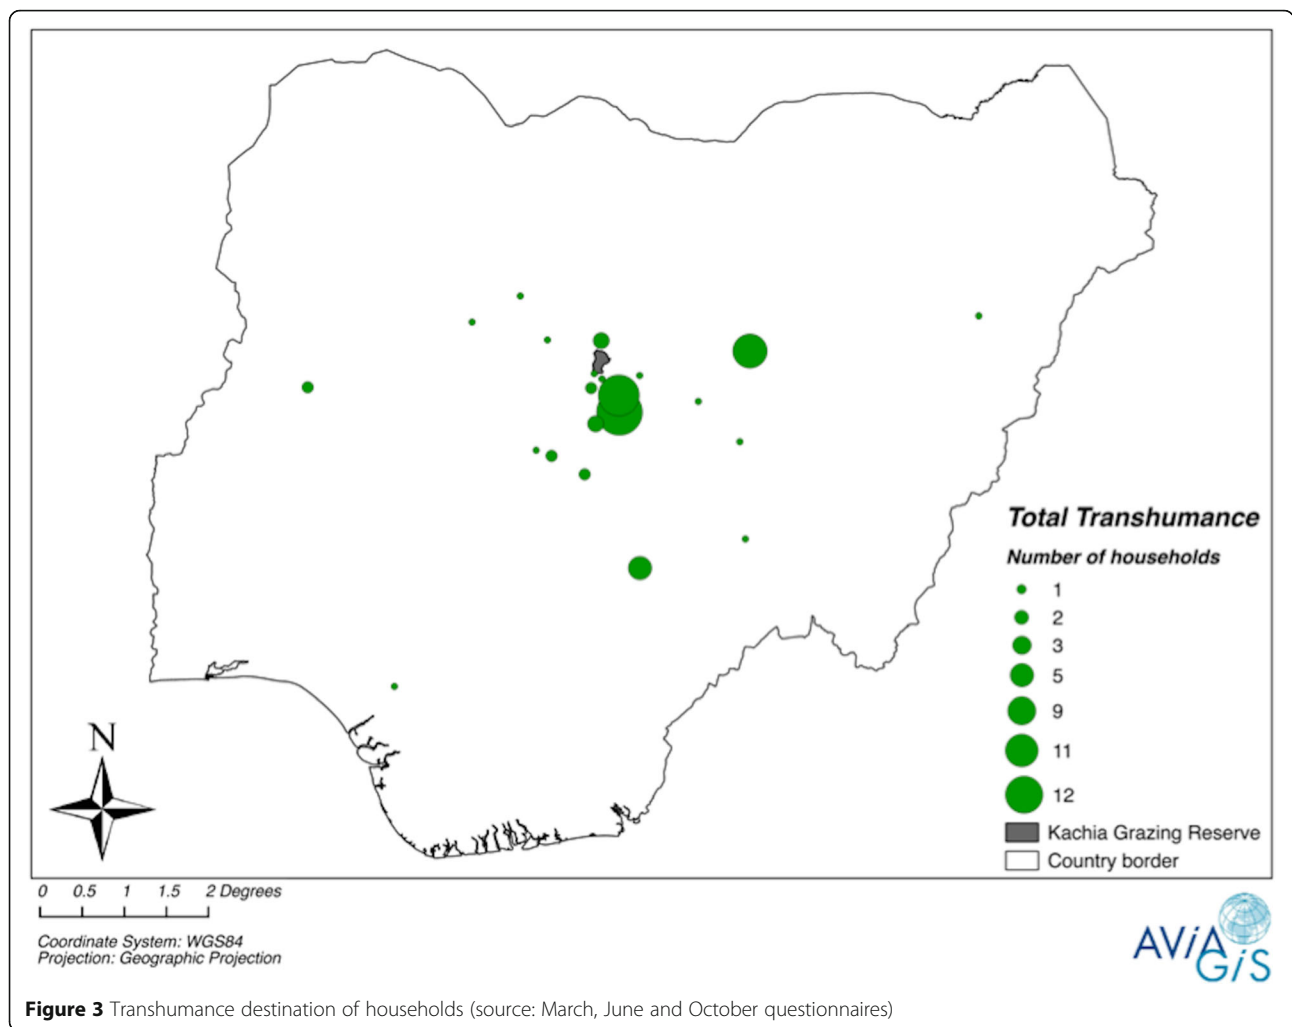 Total Transhumance
Number of households
1
2
3
5
9
11
12
Kachia Grazing Reserve
Country border
N
0 0.5 1 1.5 2 Degrees
Coordinate System: WGS84
Projection: Geographic Projection
AViA
GiS
Figure 3 Transhumance destination of households (source: March, June and October questionnaires)